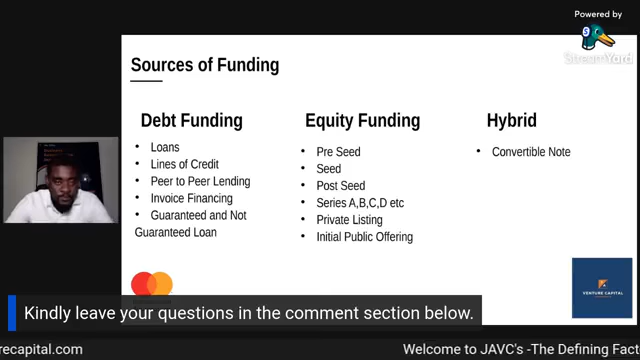 Powered by
StreamYard
Sources of Funding
Debt Funding
• Loans
• Lines of Credit
• Peer to Peer Lending
• Invoice Financing
• Guaranteed and Not
Guaranteed Loan
Equity Funding
• Pre Seed
• Seed
• Post Seed
• Series A,B,C,D etc
• Private Listing
• Initial Public Offering
Hybrid
• Convertible Note
VENTURE CAPITAL
Kindly leave your questions in the comment section below.
recapital.com
Welcome to JAVC's -The Defining Fact